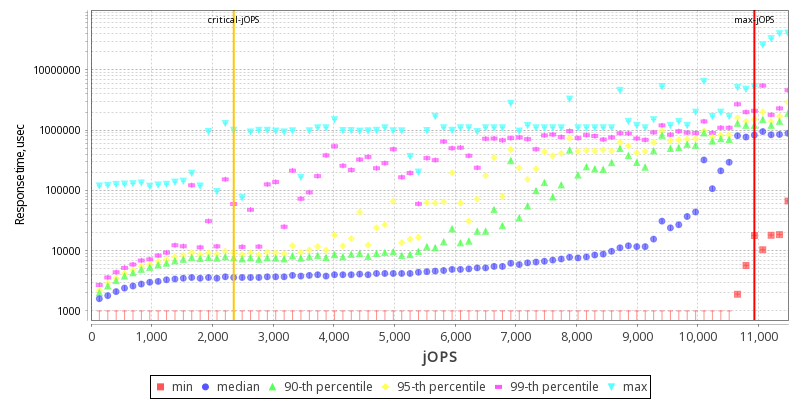 critical-jOPS
max-jOPS
Response time, usec
10000000
1000000
100000
10000
1000
0
1,000
2,000
3,000
4,000
5,000
6,000
7,000
8,000
9,000
10,000
11,000
jOPS
min
median
90-th percentile
95-th percentile
99-th percentile
max